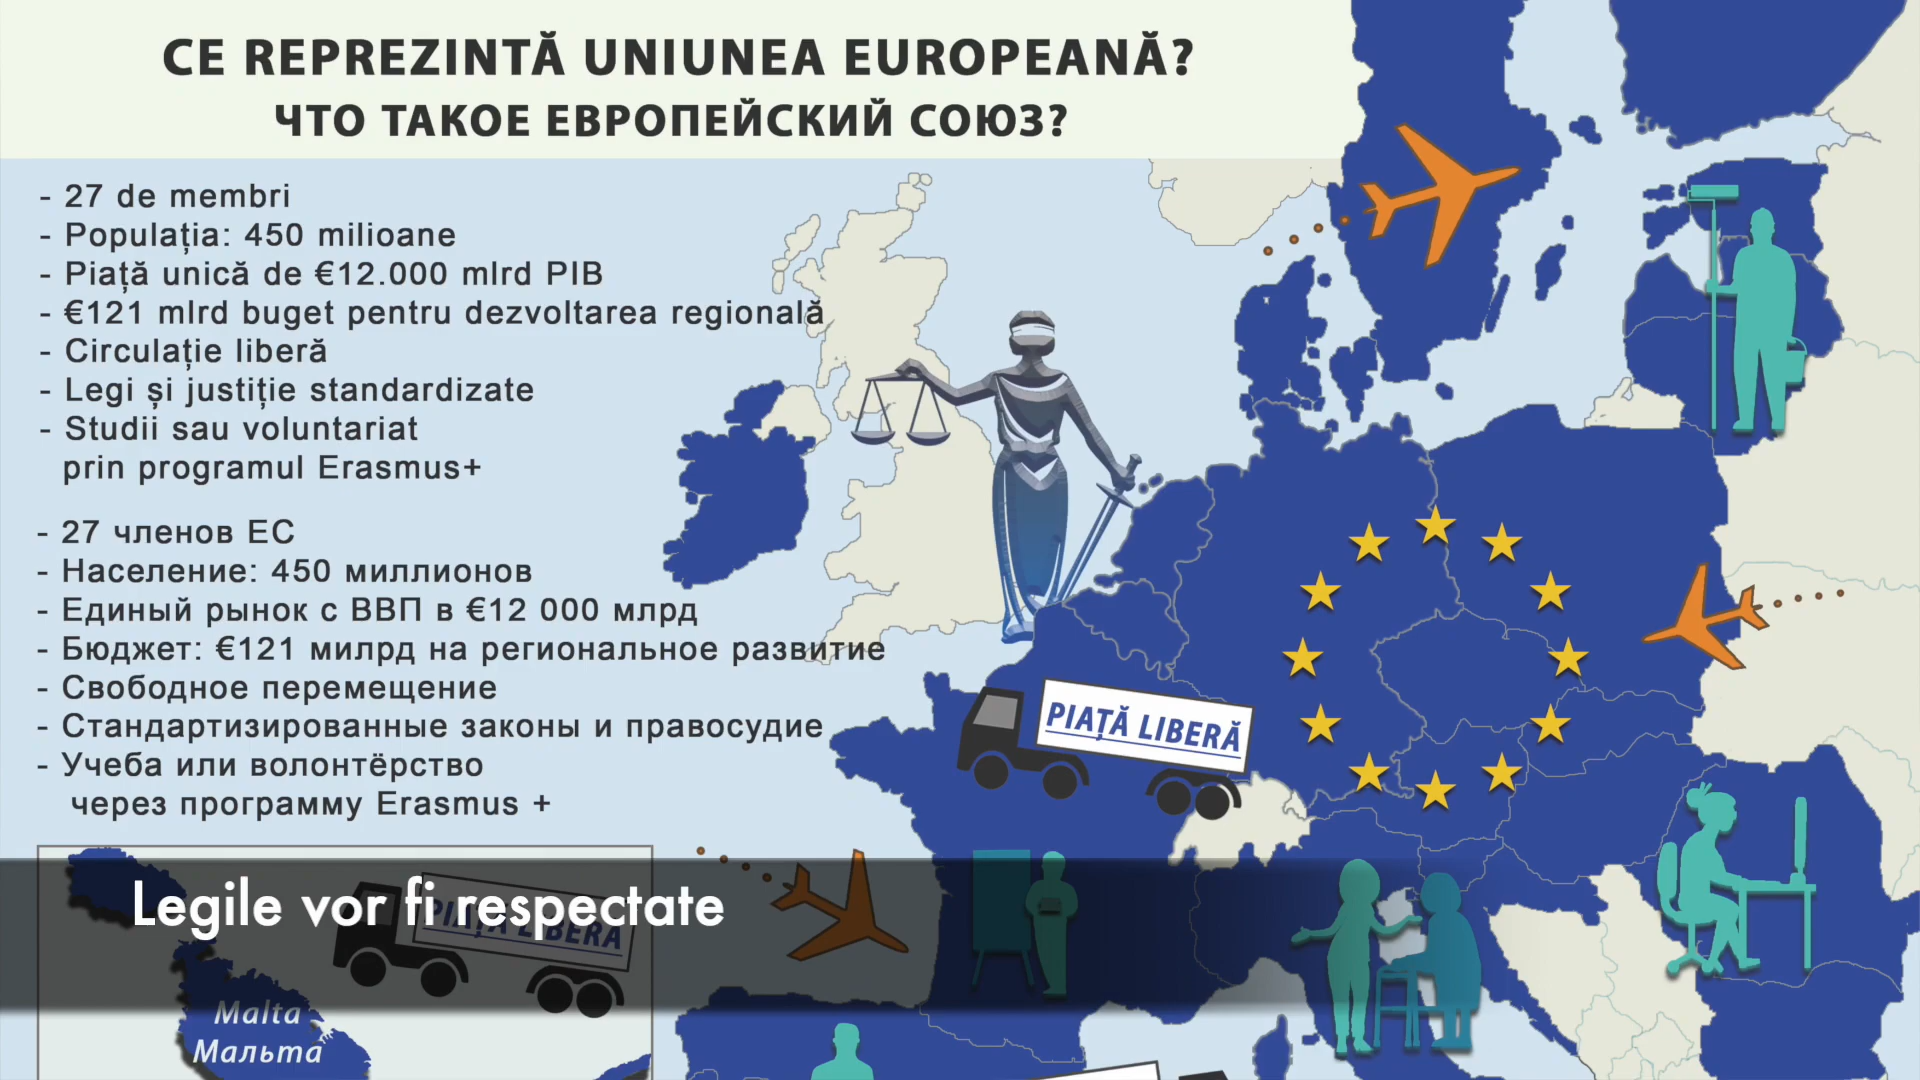 CE REPREZINTĂ UNIUNEA EUROPEANĂ?
ЧТО ТАКОЕ ЕВРОПЕЙСКИЙ СОЮЗ?
- 27 de membri
- Populația: 450 milioane
- Piață unică de €12.000 mlrd PIB
- €121 mlrd buget pentru dezvoltarea regională
- Circulație liberă
- Legi și justiție standardizate
- Studii sau voluntariat
prin programul Erasmus+
- 27 членов ЕС
- Население: 450 миллионов
- Единый рынок с ВВП в €12 000 млрд
- Бюджет: €121 милрд на региональное развитие
- Свободное перемещение
- Стандартизированные законы и правосудие
- Учеба или волонтёрство
через программу Erasmus +
PIAȚĂ LIBERĂ
Legile vor fi respectate
PIAȚĂ LIBERĂ
Malta
Мальта